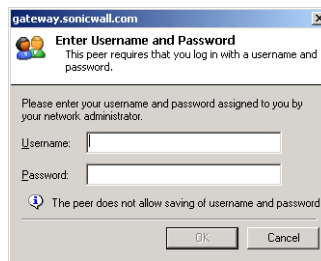 gateway.sonicwall.com
Enter Username and Password
This peer requires that you log in with a username and
password.
Please enter your username and password assigned to you by
your network administrator.
Username:
Password:
The peer does not allow saving of username and password
OK
Cancel